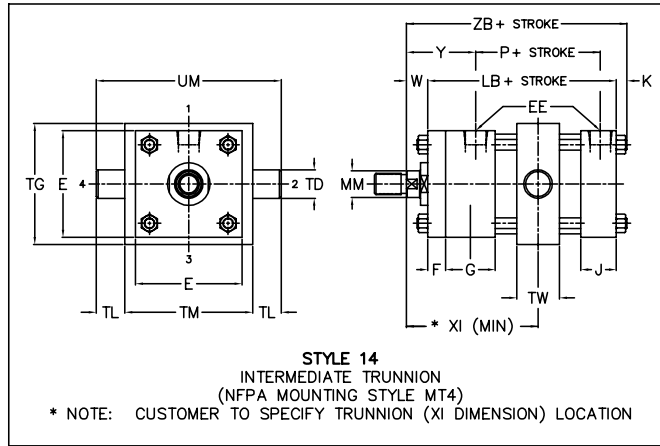 ZB+ STROKE
Y
P+ STROKE
UM
W
LB+ STROKE
K
1
EE
TG
E
4
2
TD
MM
3
E
F
G
J
TW
TL
TM
TL
* XI (MIN)
STYLE 14
INTERMEDIATE TRUNNION
(NFPA MOUNTING STYLE MT4)
* NOTE: CUSTOMER TO SPECIFY TRUNNION (XI DIMENSION) LOCATION